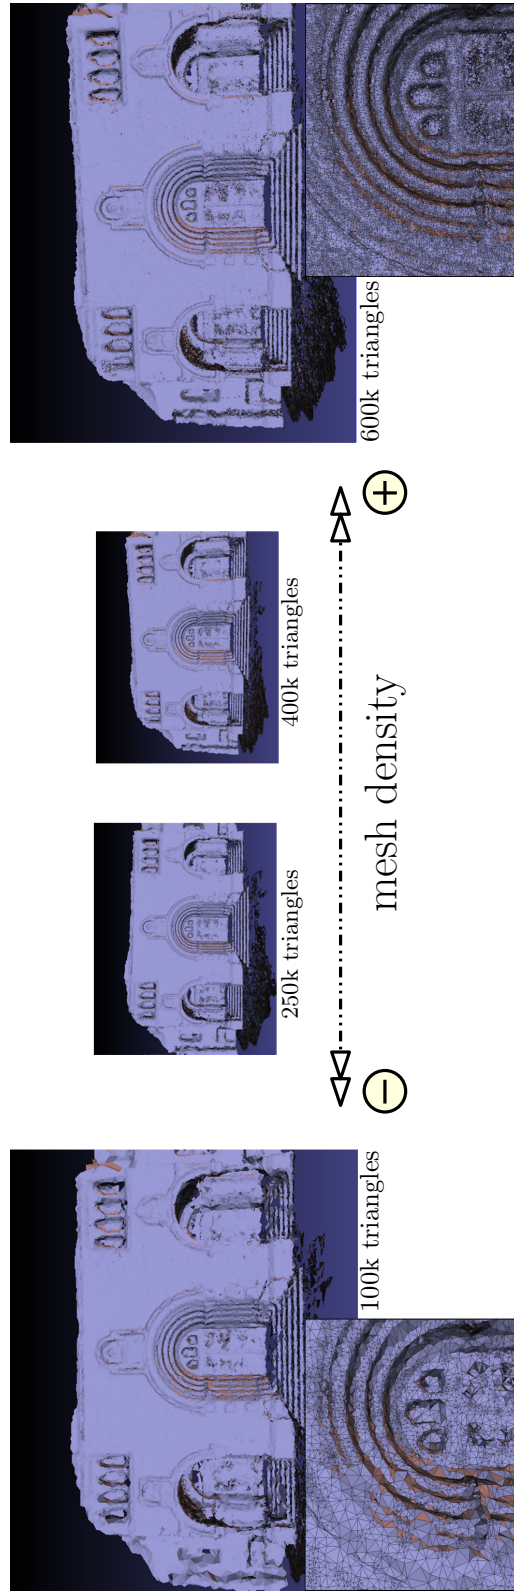 100k triangles
250k triangles
400k triangles
600k triangles
−
mesh density
+